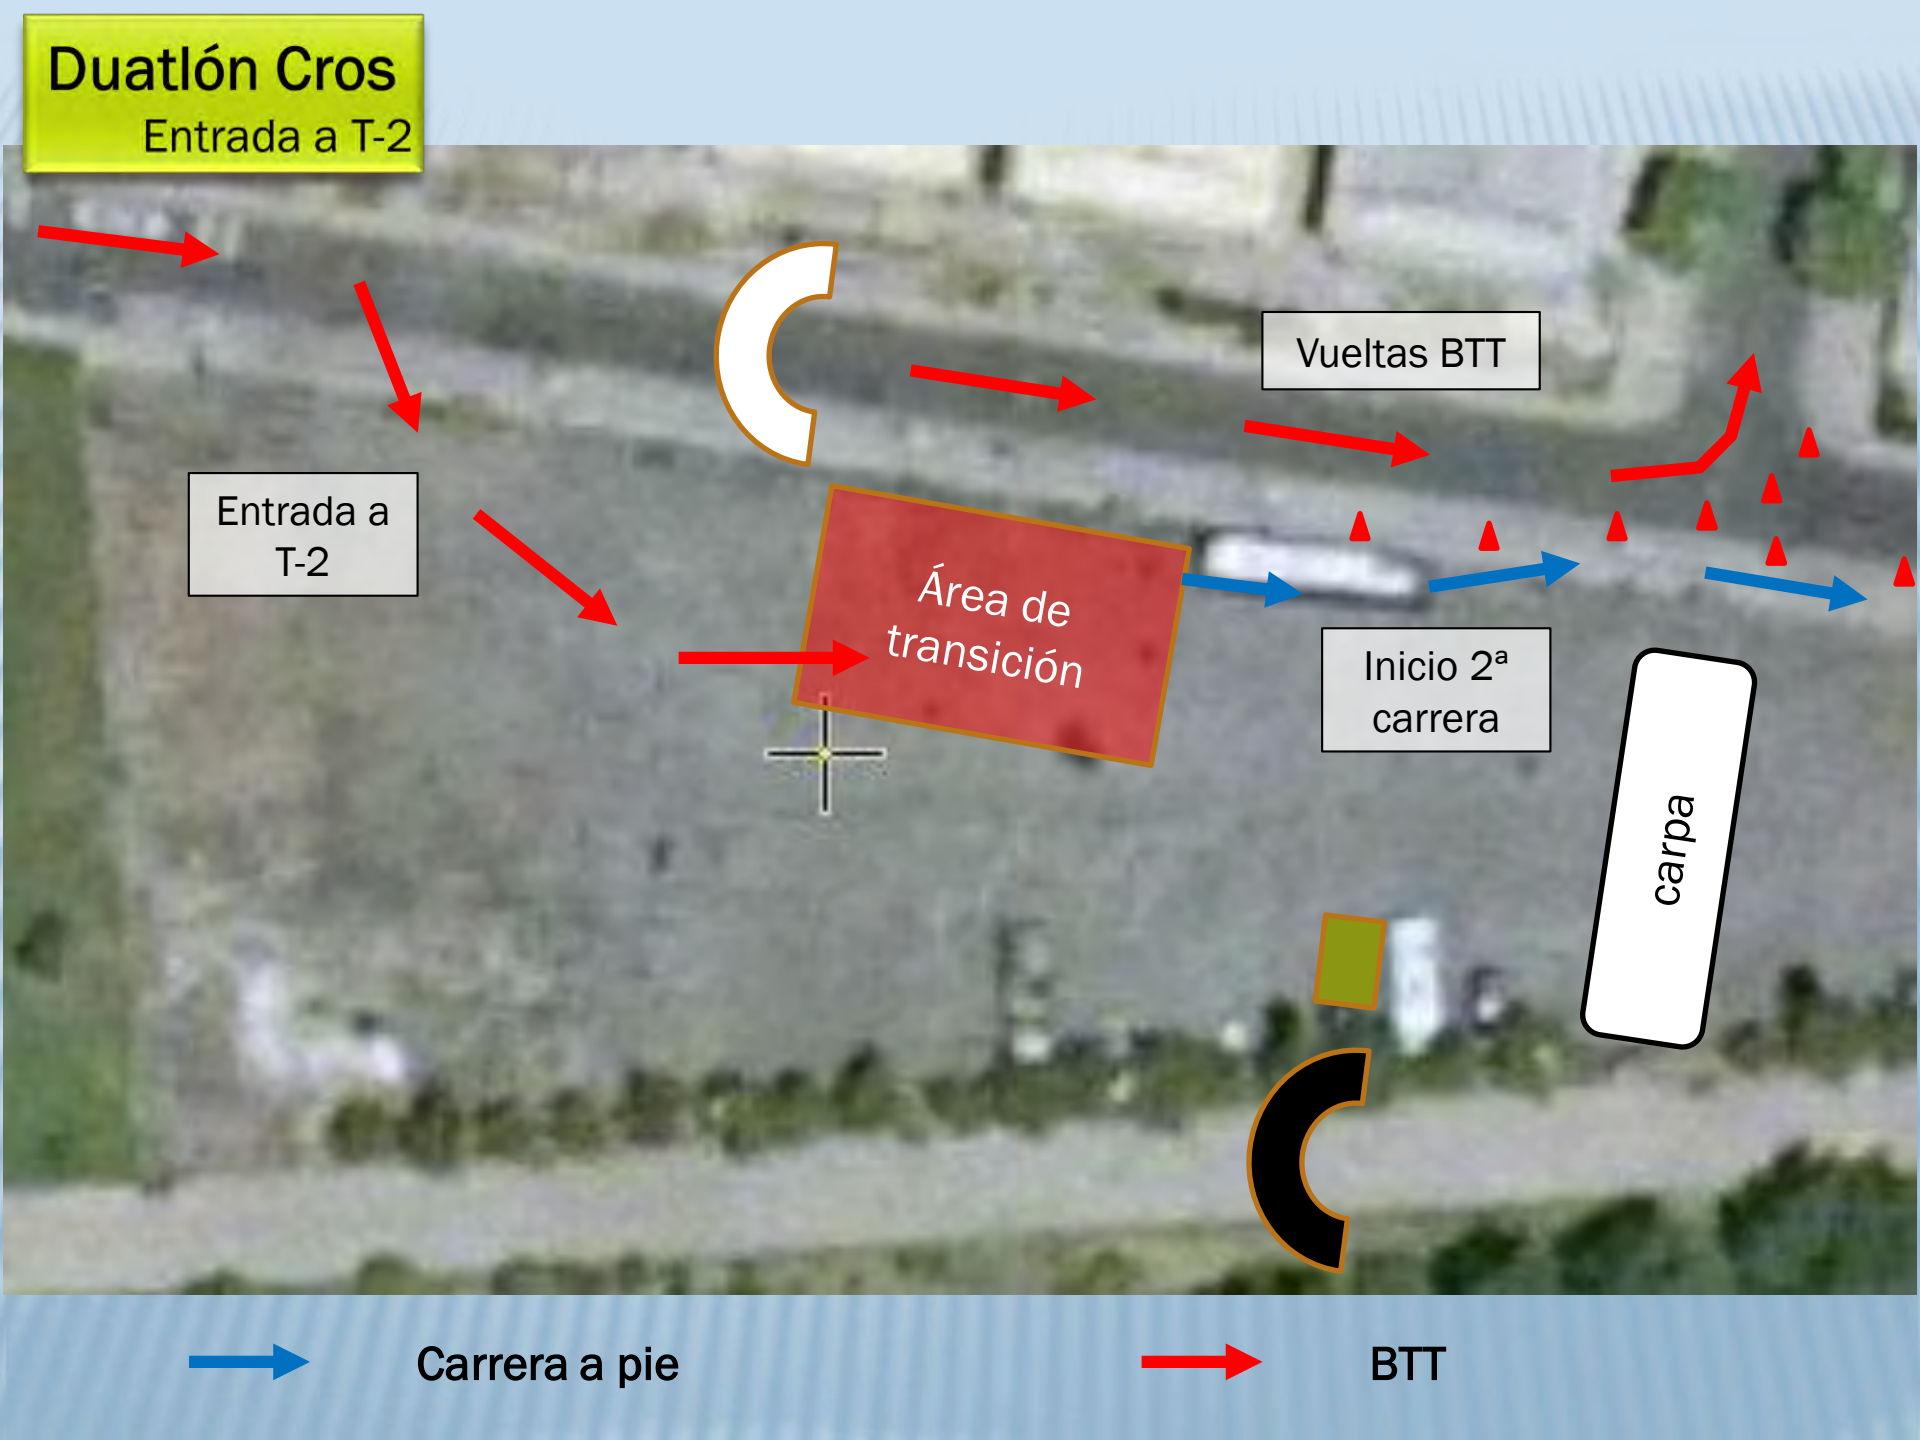 Duatlón Cros
Entrada a T-2
Vueltas BTT
Entrada a
T-2
Área de
transición
Inicio 2ª
carrera
carpa
Carrera a pie
BTT